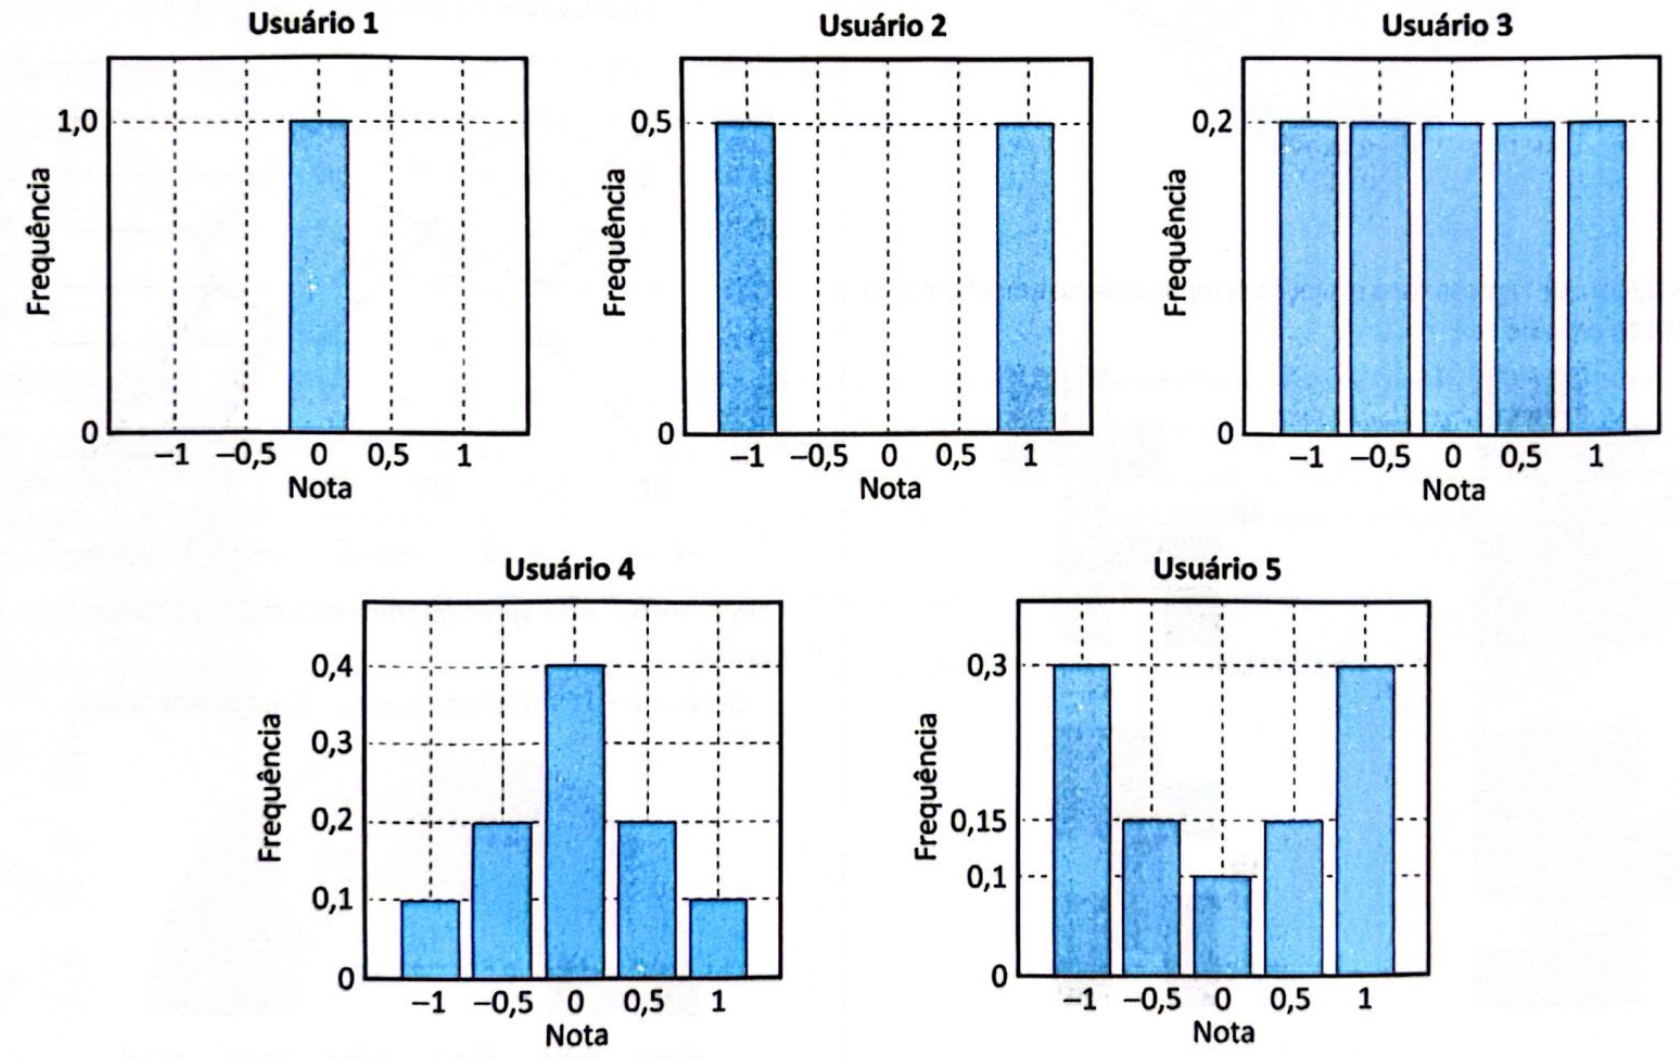 Usuário 1
Frequência
1,0
0
–1 –0,5 0 0,5 1
Nota
Usuário 2
Frequência
0,5
0
–1 –0,5 0 0,5 1
Nota
Usuário 3
Frequência
0,2
0
–1 –0,5 0 0,5 1
Nota
Usuário 4
Frequência
0,4
0,3
0,2
0,1
0
–1 –0,5 0 0,5 1
Nota
Usuário 5
Frequência
0,3
0,15
0,1
0
–1 –0,5 0 0,5 1
Nota